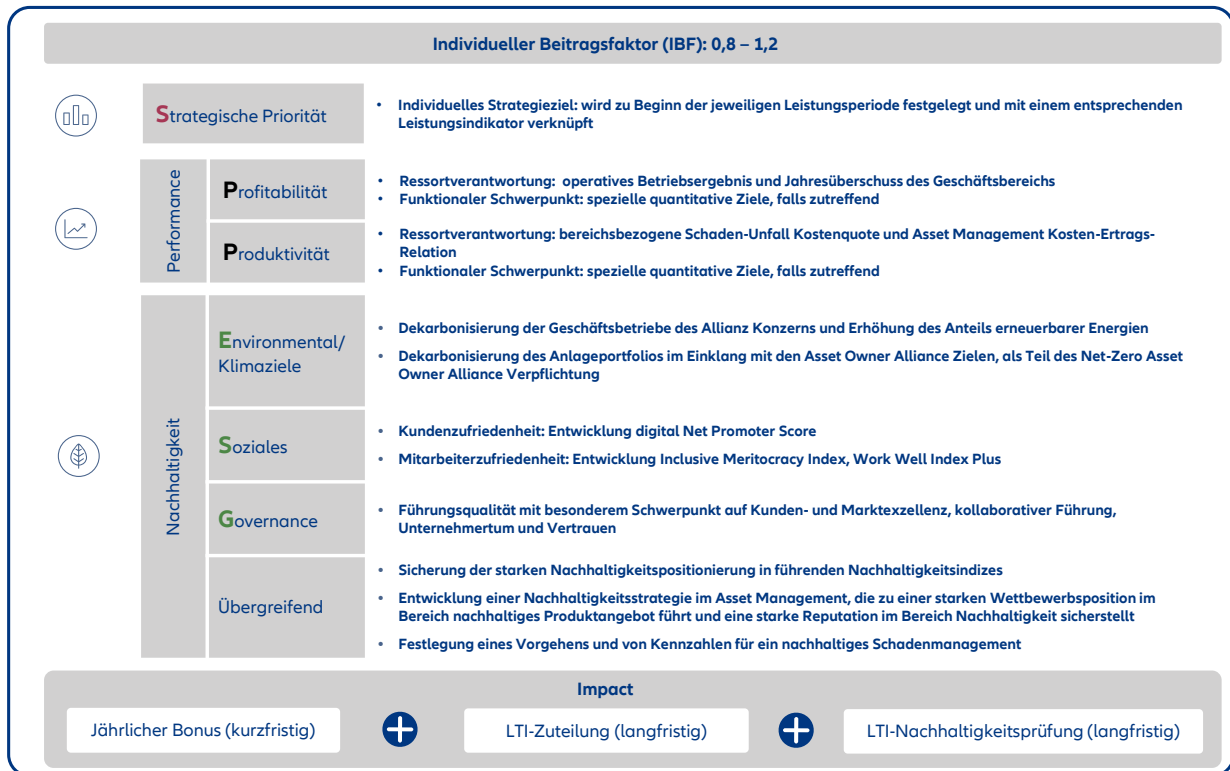 Individueller Beitragsfaktor (IBF): 0,8 – 1,2
Strategische Priorität
• Individuelles Strategieziel: wird zu Beginn der jeweiligen Leistungsperiode festgelegt und mit einem entsprechenden
Leistungsindikator verknüpft
Performance
Profitabilität
• Ressortverantwortung: operatives Betriebsergebnis und Jahresüberschuss des Geschäftsbereichs
• Funktionaler Schwerpunkt: spezielle quantitative Ziele, falls zutreffend
Produktivität
• Ressortverantwortung: bereichsbezogene Schaden-Unfall Kostenquote und Asset Management Kosten-Ertrags-
Relation
• Funktionaler Schwerpunkt: spezielle quantitative Ziele, falls zutreffend
Nachhaltigkeit
Environmental/
Klimaziele
• Dekarbonisierung der Geschäftsbetriebe des Allianz Konzerns und Erhöhung des Anteils erneuerbarer Energien
• Dekarbonisierung des Anlageportfolios im Einklang mit den Asset Owner Alliance Zielen, als Teil des Net-Zero Asset
Owner Alliance Verpflichtung
Soziales
• Kundenzufriedenheit: Entwicklung digital Net Promoter Score
• Mitarbeiterzufriedenheit: Entwicklung Inclusive Meritocracy Index, Work Well Index Plus
Governance
• Führungsqualität mit besonderem Schwerpunkt auf Kunden- und Marktexzellenz, kollaborativer Führung,
Unternehmertum und Vertrauen
Übergreifend
• Sicherung der starken Nachhaltigkeitspositionierung in führenden Nachhaltigkeitsindizes
• Entwicklung einer Nachhaltigkeitsstrategie im Asset Management, die zu einer starken Wettbewerbsposition im
Bereich nachhaltiges Produktangebot führt und eine starke Reputation im Bereich Nachhaltigkeit sicherstellt
• Festlegung eines Vorgehens und von Kennzahlen für ein nachhaltiges Schadenmanagement
Impact
Jährlicher Bonus (kurzfristig)
LTI-Zuteilung (langfristig)
LTI-Nachhaltigkeitsprüfung (langfristig)